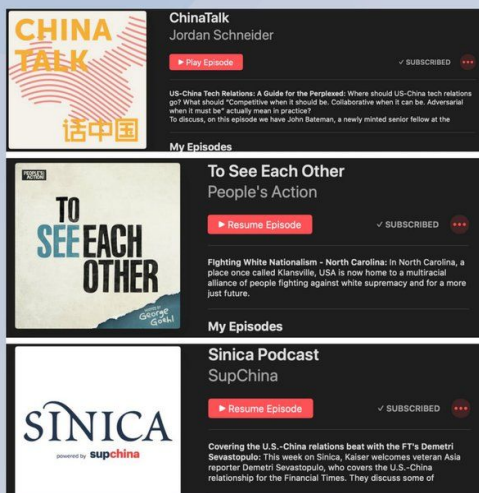 CHINA
TALK
话中国
ChinaTalk
Jordan Schneider
▶ Play Episode
✓ SUBSCRIBED
US-China Tech Relations: A Guide for the Perplexed: Where should US-China tech relations
go? What should "Competitive when it should be. Collaborative when it can be. Adversarial
when it must be" actually mean in practice?
To discuss, on this episode we have John Bateman, a newly minted senior fellow at the
My Episodes
PEOPLE'S
ACTION
TO
SEE EACH
OTHER
HOSTED BY
George
Goehl
To See Each Other
People's Action
▶ Resume Episode
✓ SUBSCRIBED
Fighting White Nationalism - North Carolina: In North Carolina, a
place once called Klansville, USA is now home to a multiracial
alliance of people fighting against white supremacy and for a more
just future.
My Episodes
SINICA
powered by supchina
Sinica Podcast
SupChina
▶ Resume Episode
✓ SUBSCRIBED
Covering the U.S.-China relations beat with the FT's Demetri
Sevastopulo: This week on Sinica, Kaiser welcomes veteran Asia
reporter Demetri Sevastopulo, who covers the U.S.-China
relationship for the Financial Times. They discuss some of